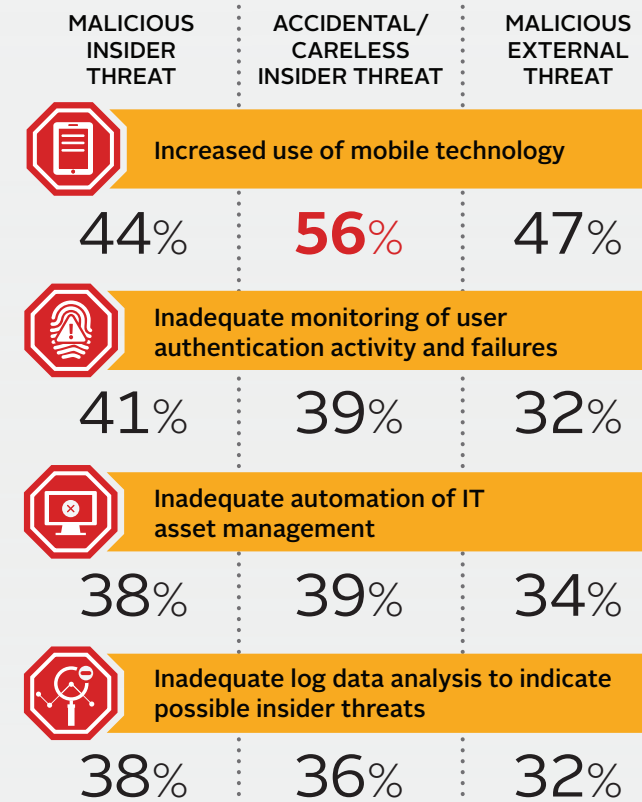 MALICIOUS
INSIDER
THREAT
ACCIDENTAL/
CARELESS
INSIDER THREAT
MALICIOUS
EXTERNAL
THREAT
Increased use of mobile technology
44% 56% 47%
Inadequate monitoring of user
authentication activity and failures
41% 39% 32%
Inadequate automation of IT
asset management
38% 39% 34%
Inadequate log data analysis to indicate
possible insider threats
38% 36% 32%